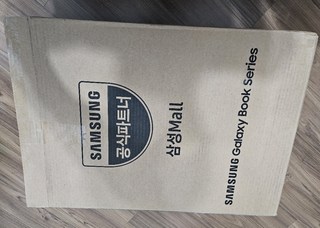 SAMSUNG
공식파트너
삼성Mall
SAMSUNG Galaxy Book Series